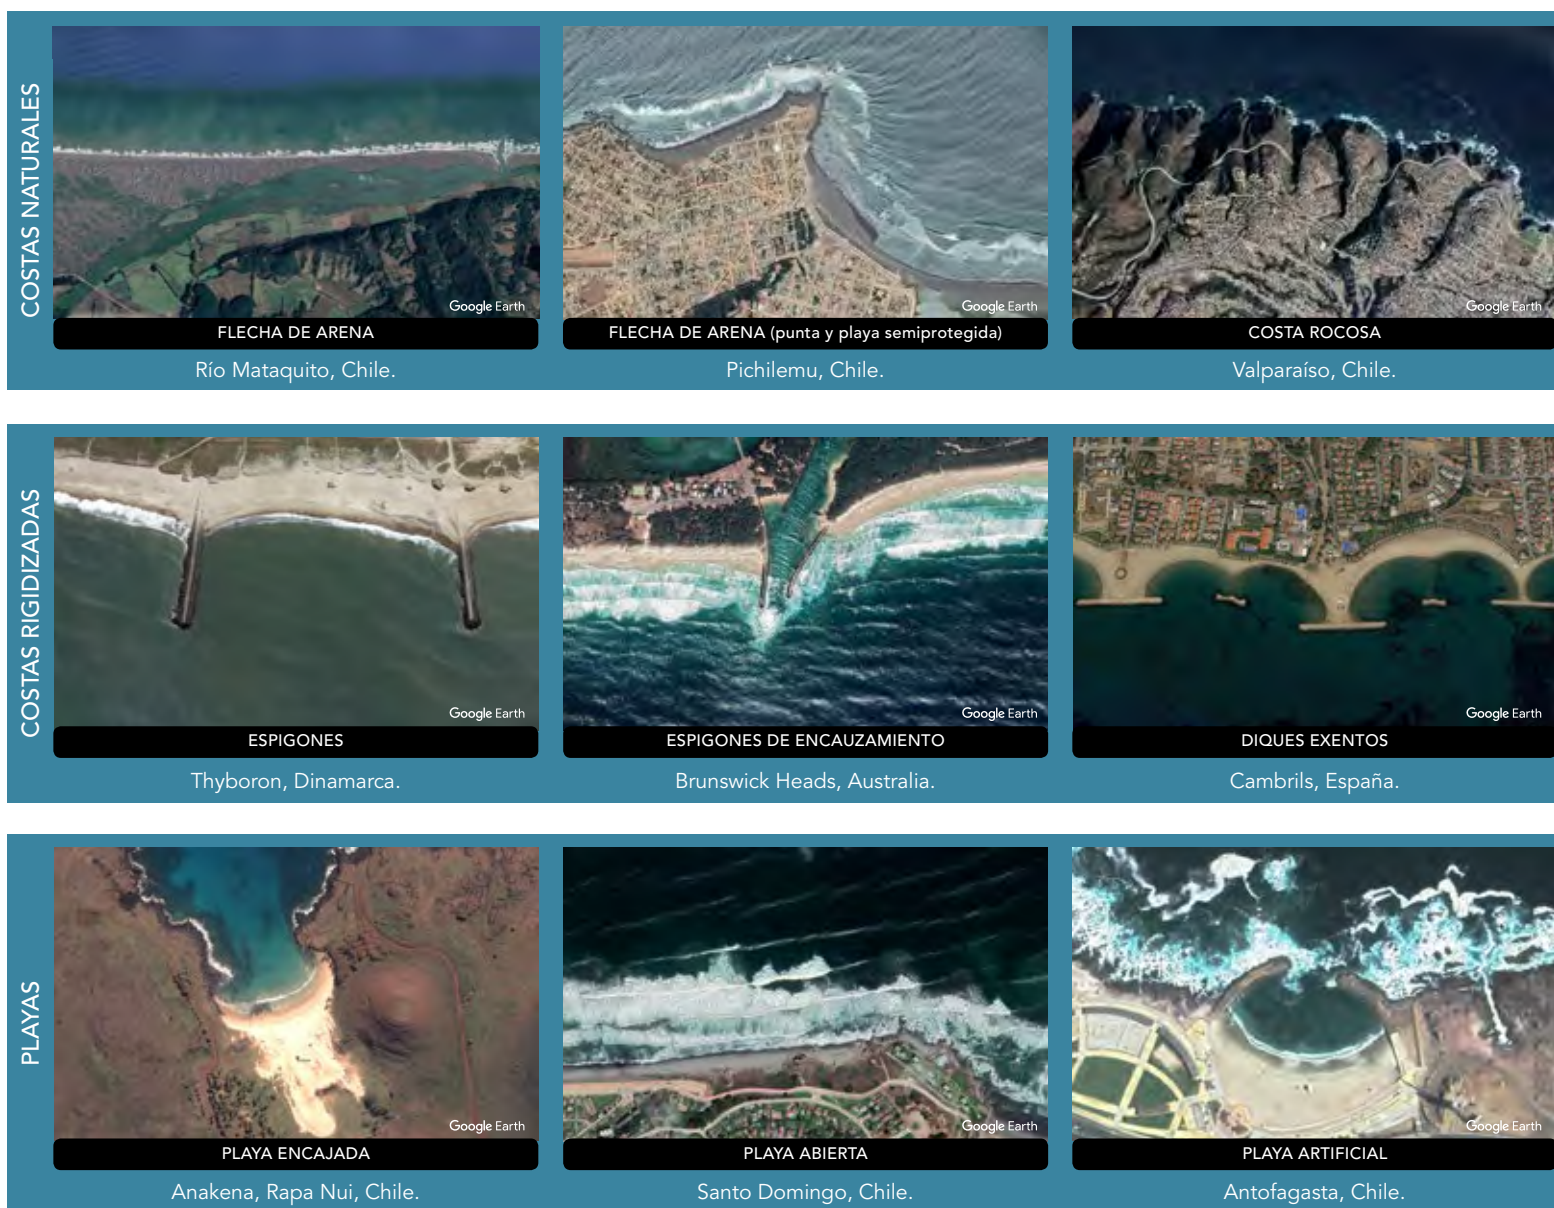 COSTAS NATURALES
Google Earth
Google Earth
Google Earth
FLECHA DE ARENA
FLECHA DE ARENA (punta y playa semiprotegida)
COSTA ROCOSA
Río Mataquito, Chile.
Pichilemu, Chile.
Valparaíso, Chile.
COSTAS RIGIDIZADAS
Google Earth
Google Earth
Google Earth
ESPIGONES
ESPIGONES DE ENCAUZAMIENTO
DIQUES EXENTOS
Thyboron, Dinamarca.
Brunswick Heads, Australia.
Cambrils, España.
PLAYAS
Google Earth
Google Earth
Google Earth
PLAYA ENCAJADA
PLAYA ABIERTA
PLAYA ARTIFICIAL
Anakena, Rapa Nui, Chile.
Santo Domingo, Chile.
Antofagasta, Chile.